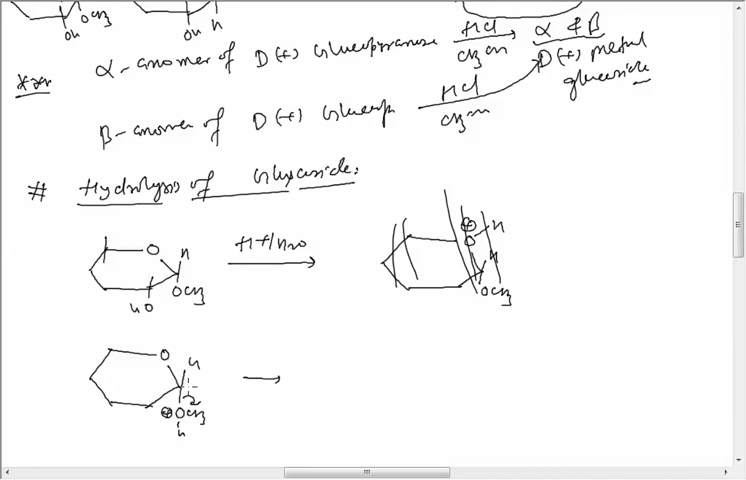 OCH3
OH OH H
α-anomer of D(+) Glucopyranose HCl α & β
CH3OH D(+) methyl
glucoside
HCl
β-anomer of D(+) Glucop CH3OH
# Hydrolysis of Glucoside:
O H H+/H2O ⊕ H
O
H
OCH3 OCH3
HO
O H
⊕OCH3
H